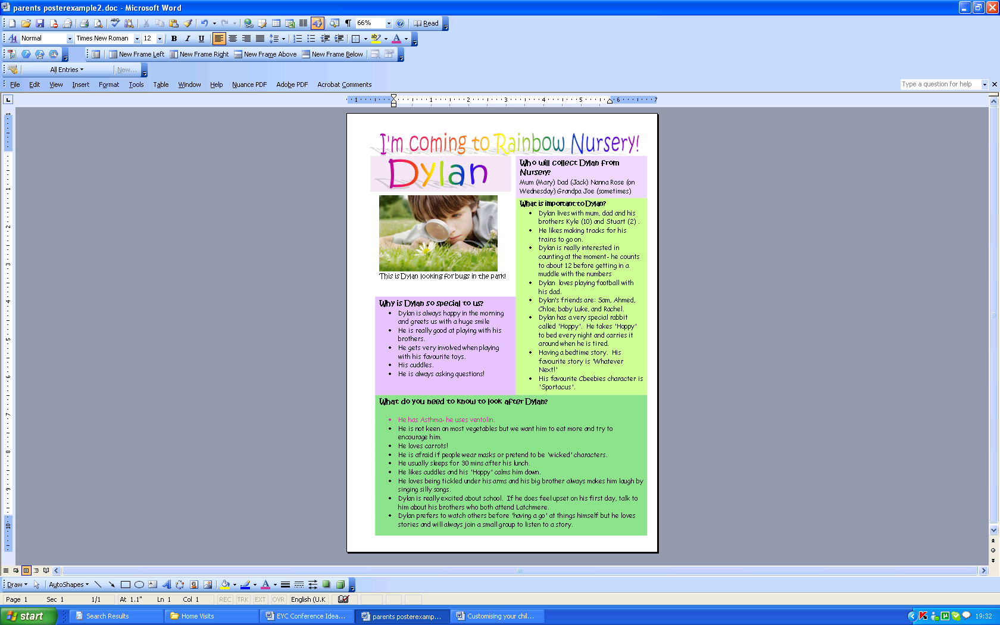 parents posterexample2.doc - Microsoft Word
66%
Read
Normal
Times New Roman
12
B I U
New Frame Left
New Frame Right
New Frame Above
New Frame Below
All Entries
New...
File Edit View Insert Format Tools Table Window Help Nuance PDF Adobe PDF Acrobat Comments
Type a question for help
I'm coming to Rainbow Nursery!
Dylan
This is Dylan looking for bugs in the park!
Who will collect Dylan from
Nursery?
Mum (Mary) Dad (Jack) Nanna Rose (on
Wednesday) Grandpa Joe (sometimes)
What is important to Dylan?
• Dylan lives with mum, dad and his
brothers Kyle (10) and Stuart (2) .
• He likes making tracks for his
trains to go on.
• Dylan is really interested in
counting at the moment- he counts
to about 12 before getting in a
muddle with the numbers
• Dylan  loves playing football with
his dad.
• Dylan's friends are: Sam, Ahmed,
Chloe, baby Luke, and Rachel.
• Dylan has a very special rabbit
called 'Hoppy'.  He takes 'Hoppy'
to bed every night and carries it
around when he is tired.
• Having a bedtime story.  His
favourite story is 'Whatever
Next!'
• His favourite Cbeebies character is
'Sportacus'.
Why is Dylan so special to us?
• Dylan is always happy in the morning
and greets us with a huge smile
• He is really good at playing with his
brothers.
• He gets very involved when playing
with his favourite toys.
• His cuddles.
• He is always asking questions!
What do you need to know to look after Dylan?
• He has Asthma- he uses ventolin.
• He is not keen on most vegetables but we want him to eat more and try to
encourage him.
• He loves carrots!
• He is afraid if people wear masks or pretend to be 'wicked' characters.
• He usually sleeps for 30 mins after his lunch.
• He likes cuddles and his 'Hoppy' calms him down.
• He loves being tickled under his arms and his big brother always makes him laugh by
singing silly songs.
• Dylan is really excited about school.  If he does feel upset on his first day, talk to
him about his brothers who both attend Latchmere.
• Dylan prefers to watch others before 'having a go' at things himself but he loves
stories and will always join a small group to listen to a story.
Draw
AutoShapes
Page 1 Sec 1 1/1 At 1.1" Ln 1 Col 1 REC TRK EXT OVR English (U.K
start
Search Results
Home Visits
EYC Conference Idea...
parents posterexamp...
Customising your chil...
19:32